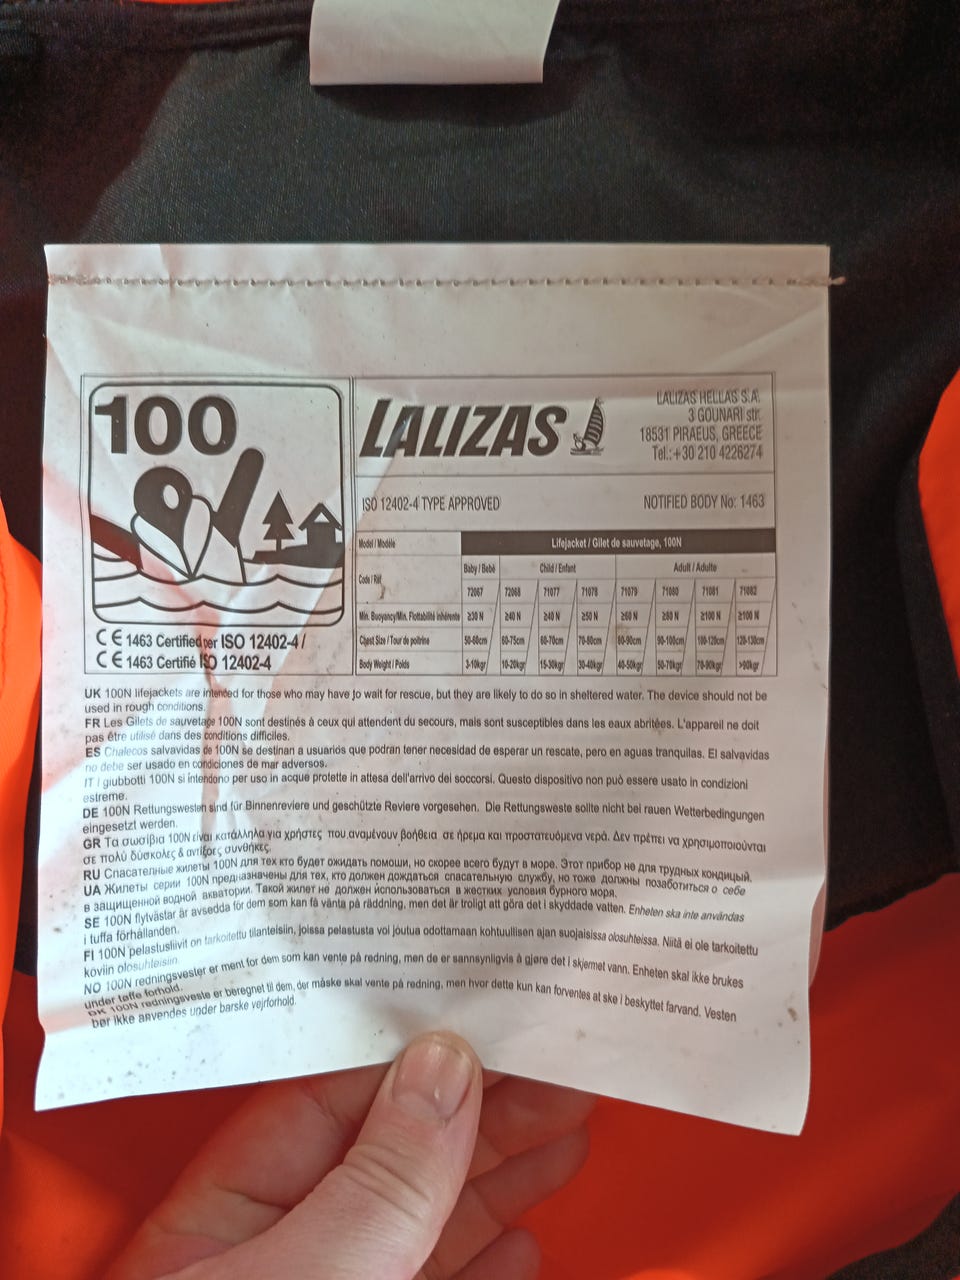 100
LALIZAS
LALIZAS HELLAS S.A.
3 GOUNARI str.
18531 PIRAEUS, GREECE
Tel.:+30 210 4226274
ISO 12402-4 TYPE APPROVED NOTIFIED BODY No: 1463
Model / Modèle Lifejacket / Gilet de sauvetage, 100N
Code / Réf Baby / Bébé Child / Enfant Adult / Adulte
72067 72068 71077 71078 71079 71080 71081 71082
Min. Buoyancy/Min. Flottabilité inhérente ≥30 N ≥40 N ≥40 N ≥50 N ≥60 N ≥80 N ≥100 N ≥100 N
Chest Size / Tour de poitrine 50-60cm 60-75cm 60-70cm 70-80cm 80-90cm 90-100cm 100-120cm 120-130cm
Body Weight / Poids 3-10kgr 10-20kgr 15-30kgr 30-40kgr 40-50kgr 50-70kgr 70-90kgr >90kgr
CE 1463 Certified per ISO 12402-4 /
CE 1463 Certifié ISO 12402-4
UK 100N lifejackets are intended for those who may have to wait for rescue, but they are likely to do so in sheltered water. The device should not be
used in rough conditions.
FR Les Gilets de sauvetage 100N sont destinés à ceux qui attendent du secours, mais sont susceptibles dans les eaux abritées. L'appareil ne doit
pas être utilisé dans des conditions difficiles.
ES Chalecos salvavidas de 100N se destinan a usuarios que podran tener necesidad de esperar un rescate, pero en aguas tranquilas. El salvavidas
no debe ser usado en condiciones de mar adversos.
IT I giubbotti 100N si intendono per uso in acque protette in attesa dell'arrivo dei soccorsi. Questo dispositivo non può essere usato in condizioni
estreme.
DE 100N Rettungswesten sind für Binnenreviere und geschützte Reviere vorgesehen. Die Rettungsweste sollte nicht bei rauen Wetterbedingungen
eingesetzt werden.
GR Τα σωσίβια 100N είναι κατάλληλα για χρήστες που αναμένουν βοήθεια σε ήρεμα και προστατευόμενα νερά. Δεν πρέπει να χρησιμοποιούνται
σε πολύ δύσκολες & αντίξοες συνθήκες.
RU Спасательные жилеты 100N для тех кто будет ожидать помощи, но скорее всего будут в море. Этот прибор не для трудных кондиций.
UA Жилеты серии 100N предназначены для тех, кто должен дождаться спасательную службу, но тоже должны позаботиться о себе
в защищенной водной акватории. Такой жилет не должен использоваться в жестких условия бурного моря.
SE 100N flytvästar är avsedda för dem som kan få vänta på räddning, men det är troligt att göra det i skyddade vatten. Enheten ska inte användas
i tuffa förhållanden.
FI 100N pelastusliivit on tarkoitettu tilanteisiin, joissa pelastusta voi joutua odottamaan kohtuullisen ajan suojaisissa olosuhteissa. Niitä ei ole tarkoitettu
koviin olosuhteisiin.
NO 100N redningsvester er ment for dem som kan vente på redning, men de er sannsynligvis å gjøre det i skjermet vann. Enheten skal ikke brukes
under tøffe forhold.
DK 100N redningsveste er beregnet til dem, der måske skal vente på redning, men hvor dette kun kan forventes at ske i beskyttet farvand. Vesten
bør ikke anvendes under barske vejrforhold.